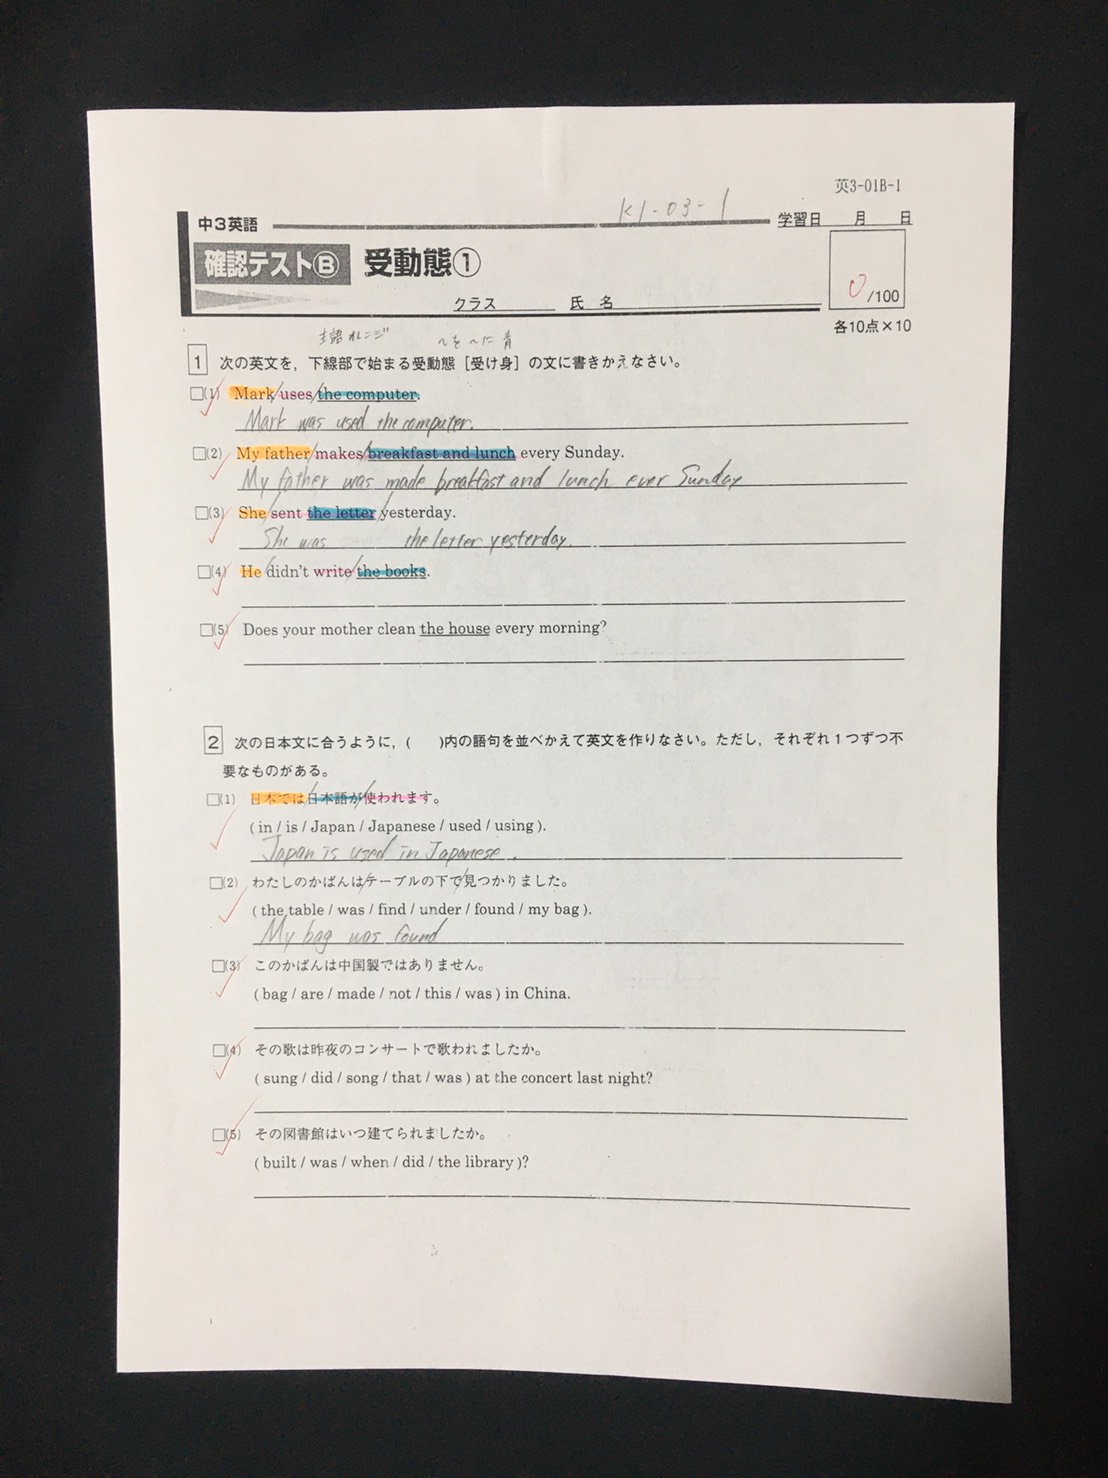 英3-01B-1
K1-03-1
中3英語
学習日 月 日
確認テストⒷ 受動態①
0/100
クラス 氏名
各10点×10
主語オレンジ ～を～に青
1 次の英文を，下線部で始まる受動態［受け身］の文に書きかえなさい。
□(1) Mark/uses/the computer.
Mark was used the computer.
□(2) My father/makes/breakfast and lunch every Sunday.
My father was made breakfast and lunch ever Sunday
□(3) She/sent the letter/yesterday.
She was the letter yesterday.
□(4) He/didn't write/the books.
□(5) Does your mother clean the house every morning?
2 次の日本文に合うように，( )内の語句を並べかえて英文を作りなさい。ただし，それぞれ1つずつ不
要なものがある。
□(1) 日本では/日本語が/使われます。
( in / is / Japan / Japanese / used / using ).
Japan is used in Japanese.
□(2) わたしのかばんは/テーブルの下で/見つかりました。
( the table / was / find / under / found / my bag ).
My bag was found
□(3) このかばんは中国製ではありません。
( bag / are / made / not / this / was ) in China.
□(4) その歌は昨夜のコンサートで歌われましたか。
( sung / did / song / that / was ) at the concert last night?
□(5) その図書館はいつ建てられましたか。
( built / was / when / did / the library )?